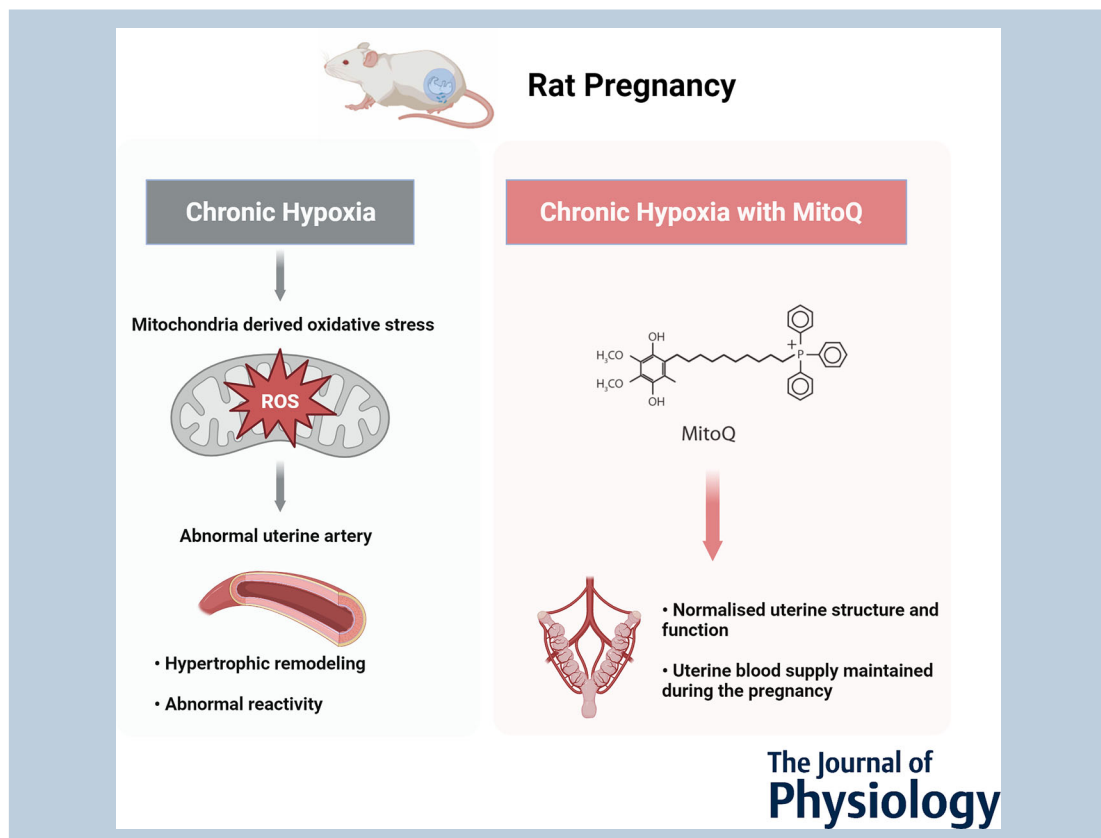 Rat Pregnancy
Chronic Hypoxia
Mitochondria derived oxidative stress
ROS
Abnormal uterine artery
• Hypertrophic remodeling
• Abnormal reactivity
Chronic Hypoxia with MitoQ
OH
H₃CO
H₃CO
OH
+
P
MitoQ
• Normalised uterine structure and
function
• Uterine blood supply maintained
during the pregnancy
The Journal of
Physiology